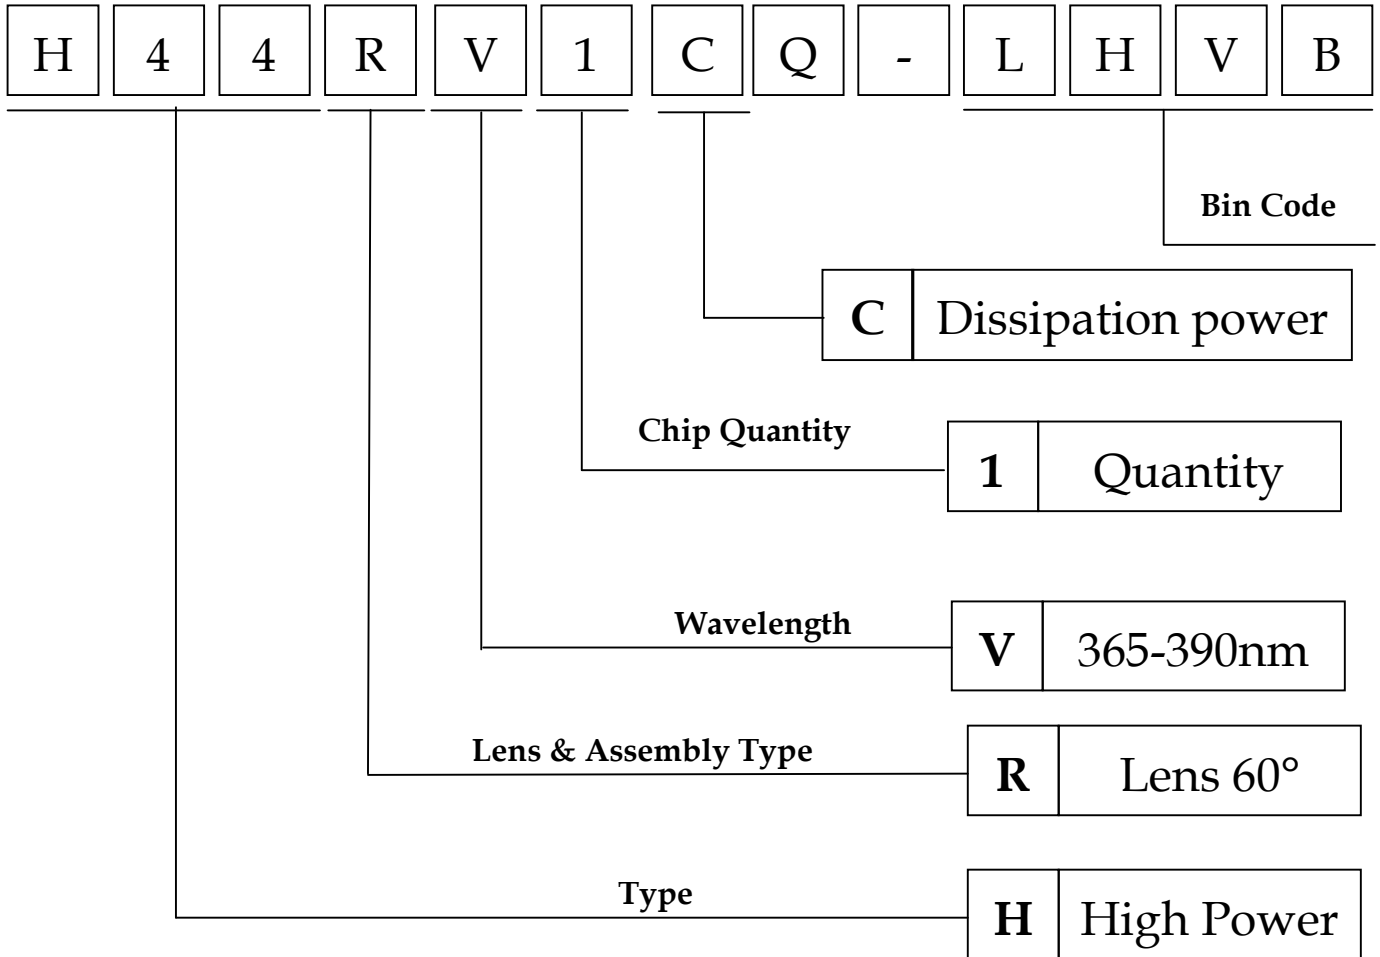 H 4 4 R V 1 C Q - L H V B
Bin Code
C Dissipation power
Chip Quantity
1 Quantity
Wavelength
V 365-390nm
Lens & Assembly Type
R Lens 60°
Type
H High Power